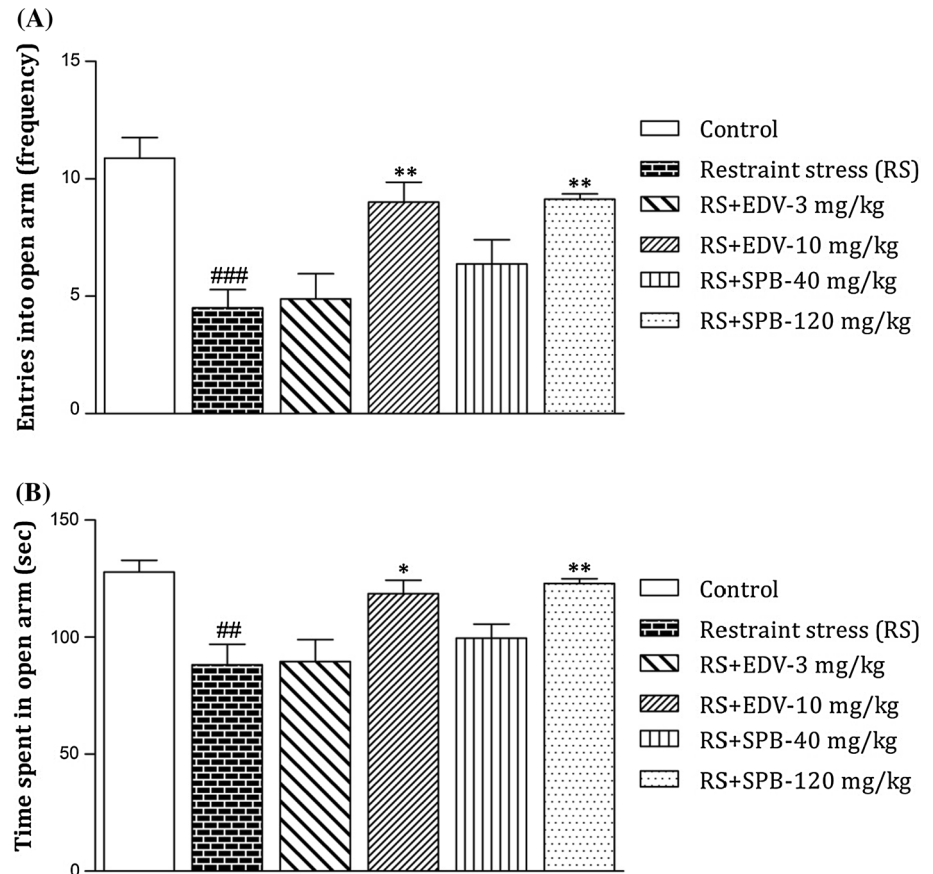 (A)
Entries into open arm (frequency)
15
10
5
0
###
**
**
Control
Restraint stress (RS)
RS+EDV-3 mg/kg
RS+EDV-10 mg/kg
RS+SPB-40 mg/kg
RS+SPB-120 mg/kg
(B)
Time spent in open arm (sec)
150
100
50
0
##
*
**
Control
Restraint stress (RS)
RS+EDV-3 mg/kg
RS+EDV-10 mg/kg
RS+SPB-40 mg/kg
RS+SPB-120 mg/kg